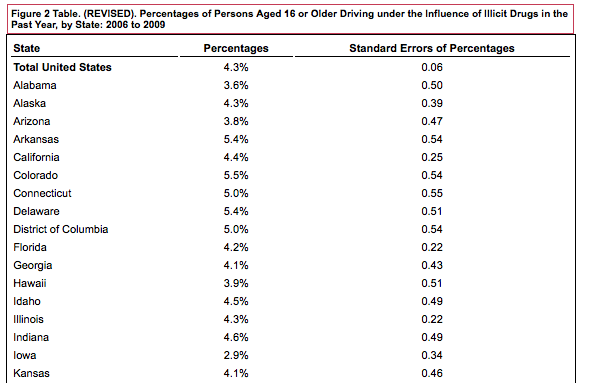 Figure 2 Table. (REVISED). Percentages of Persons Aged 16 or Older Driving under the Influence of Illicit Drugs in the
Past Year, by State: 2006 to 2009
State Percentages Standard Errors of Percentages
Total United States 4.3% 0.06
Alabama 3.6% 0.50
Alaska 4.3% 0.39
Arizona 3.8% 0.47
Arkansas 5.4% 0.54
California 4.4% 0.25
Colorado 5.5% 0.54
Connecticut 5.0% 0.55
Delaware 5.4% 0.51
District of Columbia 5.0% 0.54
Florida 4.2% 0.22
Georgia 4.1% 0.43
Hawaii 3.9% 0.51
Idaho 4.5% 0.49
Illinois 4.3% 0.22
Indiana 4.6% 0.49
Iowa 2.9% 0.34
Kansas 4.1% 0.46